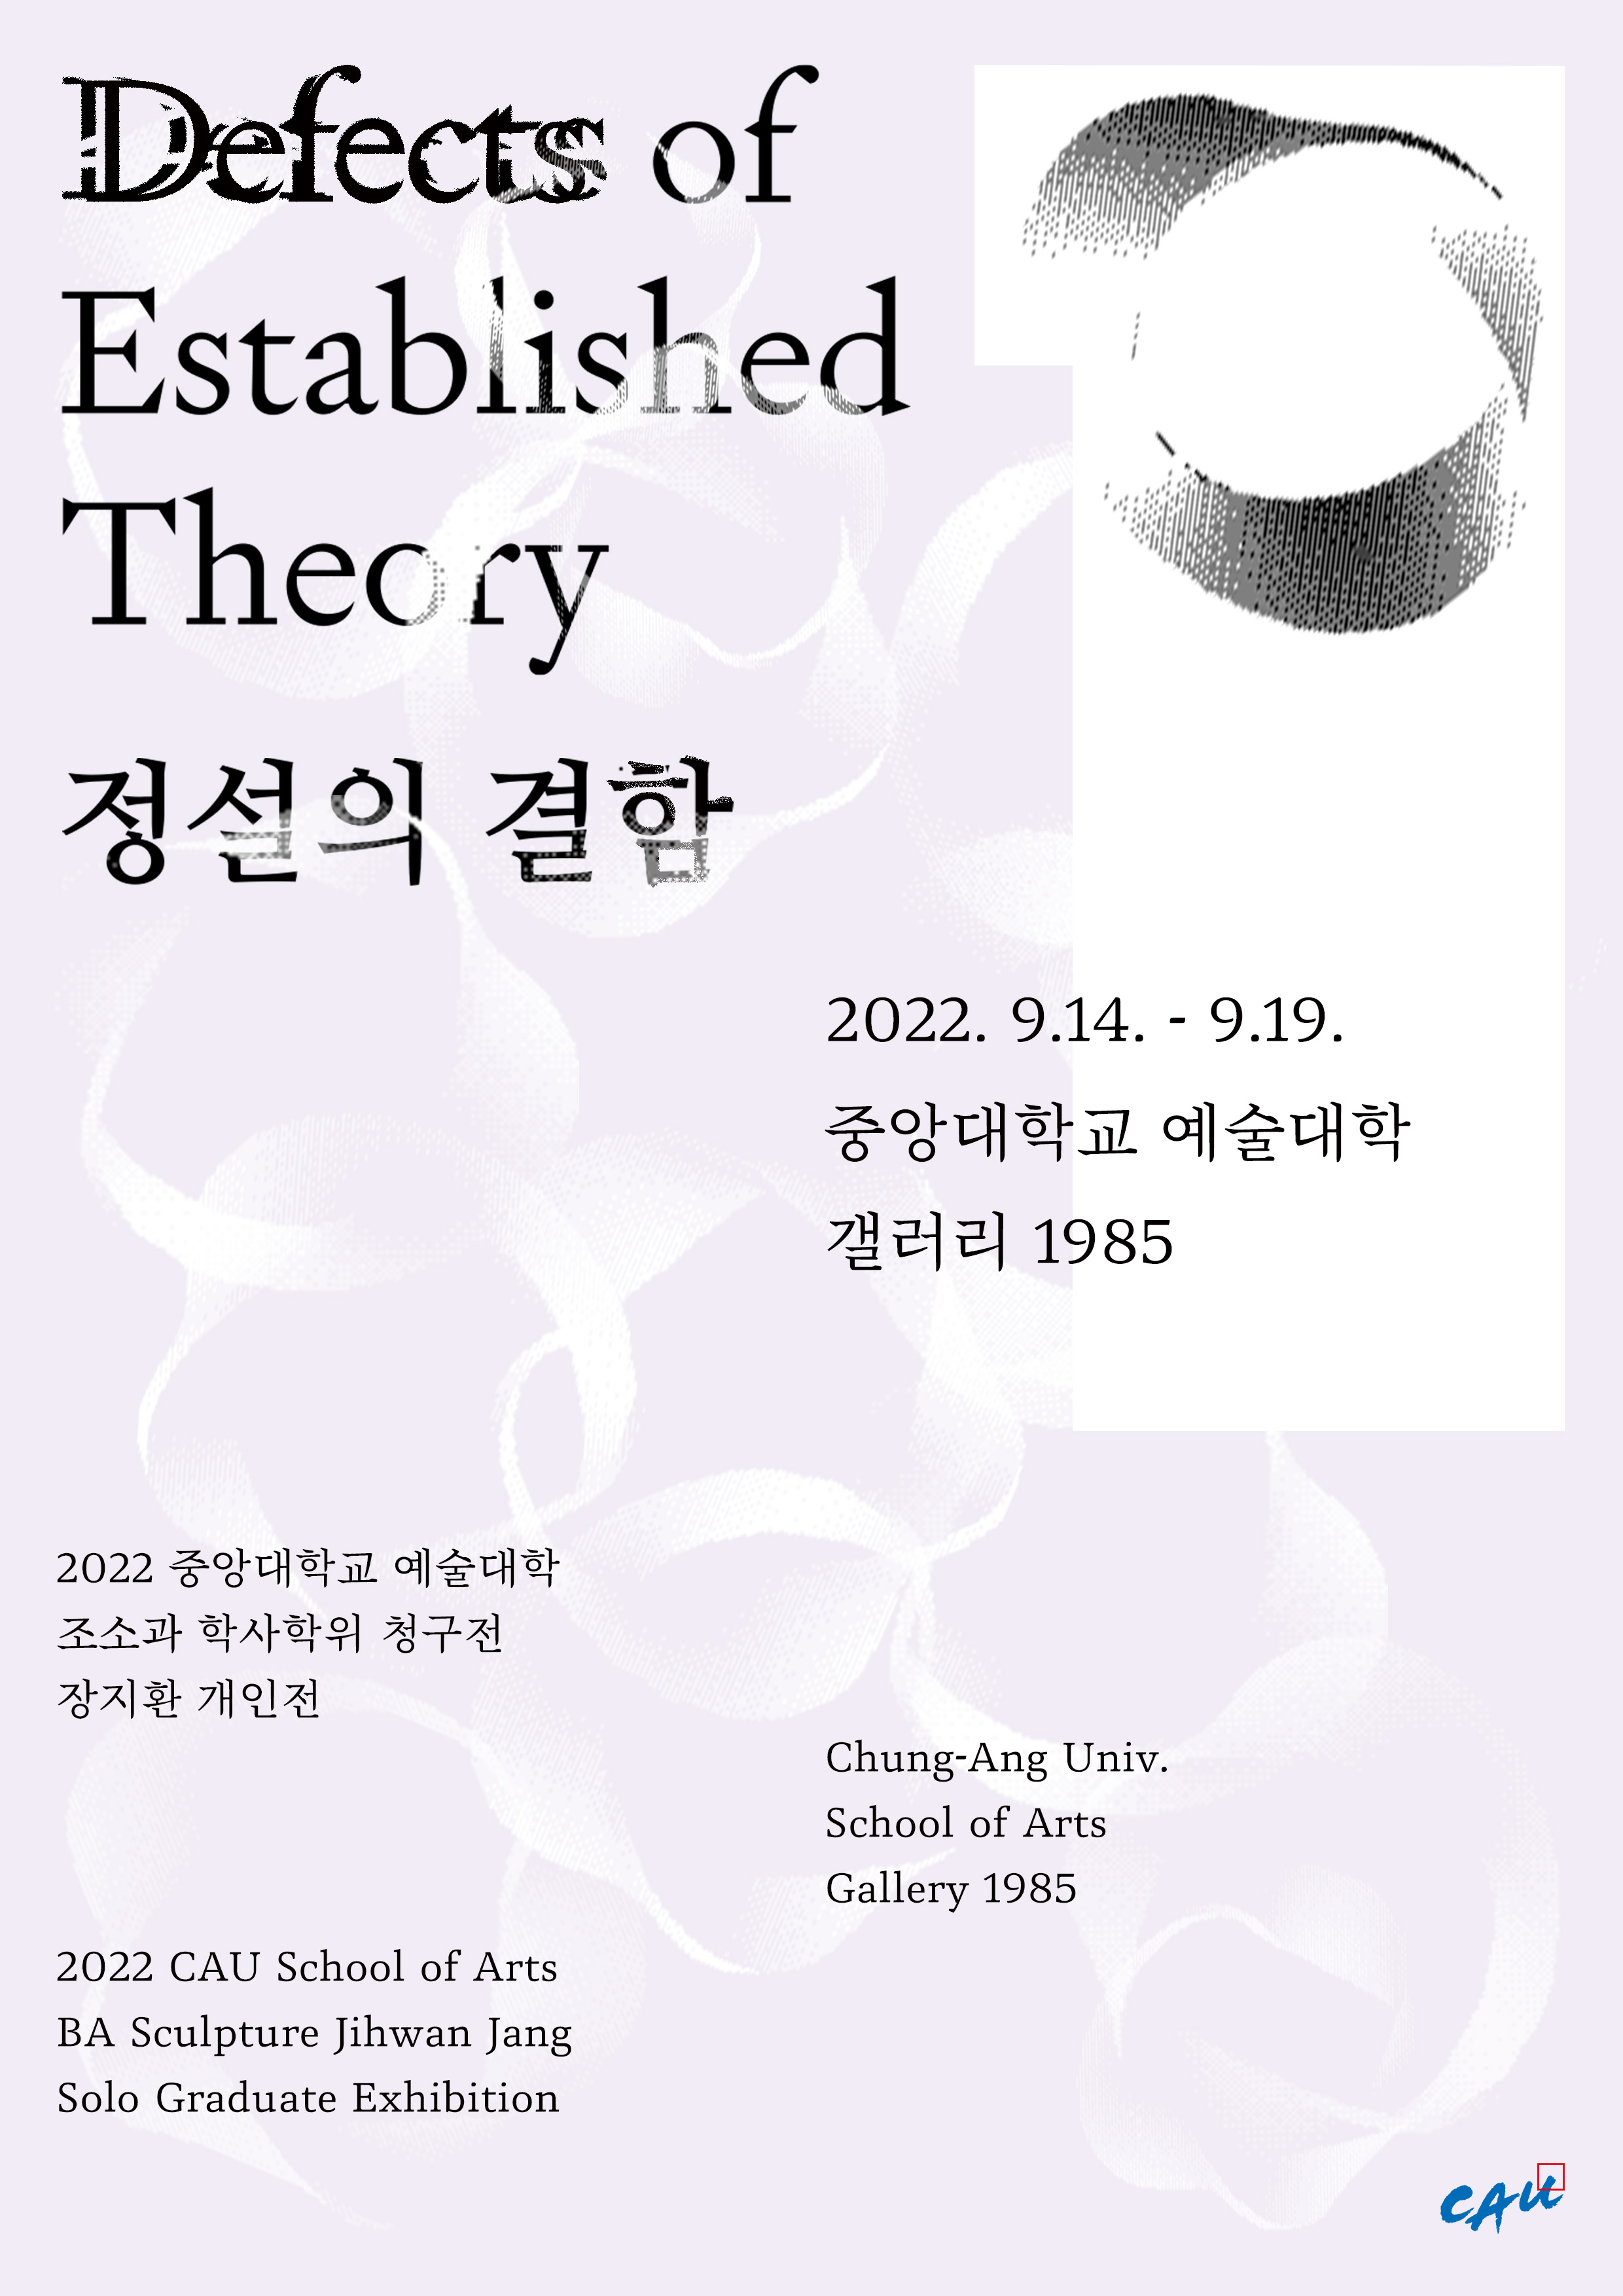 Defects of
Established
Theory
정설의 결함
2022. 9.14. - 9.19.
중앙대학교 예술대학
갤러리 1985
2022 중앙대학교 예술대학
조소과 학사학위 청구전
장지환 개인전
Chung-Ang Univ.
School of Arts
Gallery 1985
2022 CAU School of Arts
BA Sculpture Jihwan Jang
Solo Graduate Exhibition
CAU